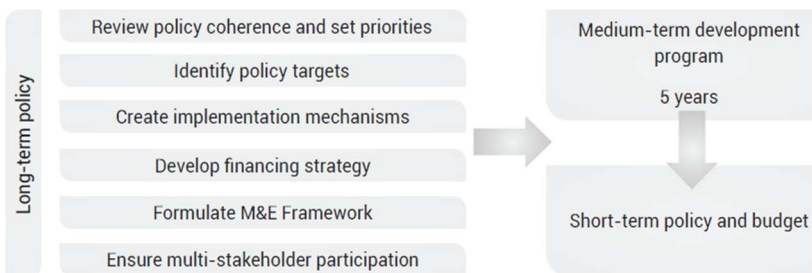 Long-term policy
Review policy coherence and set priorities
Identify policy targets
Create implementation mechanisms
Develop financing strategy
Formulate M&E Framework
Ensure multi-stakeholder participation
Medium-term development
program
5 years
Short-term policy and budget